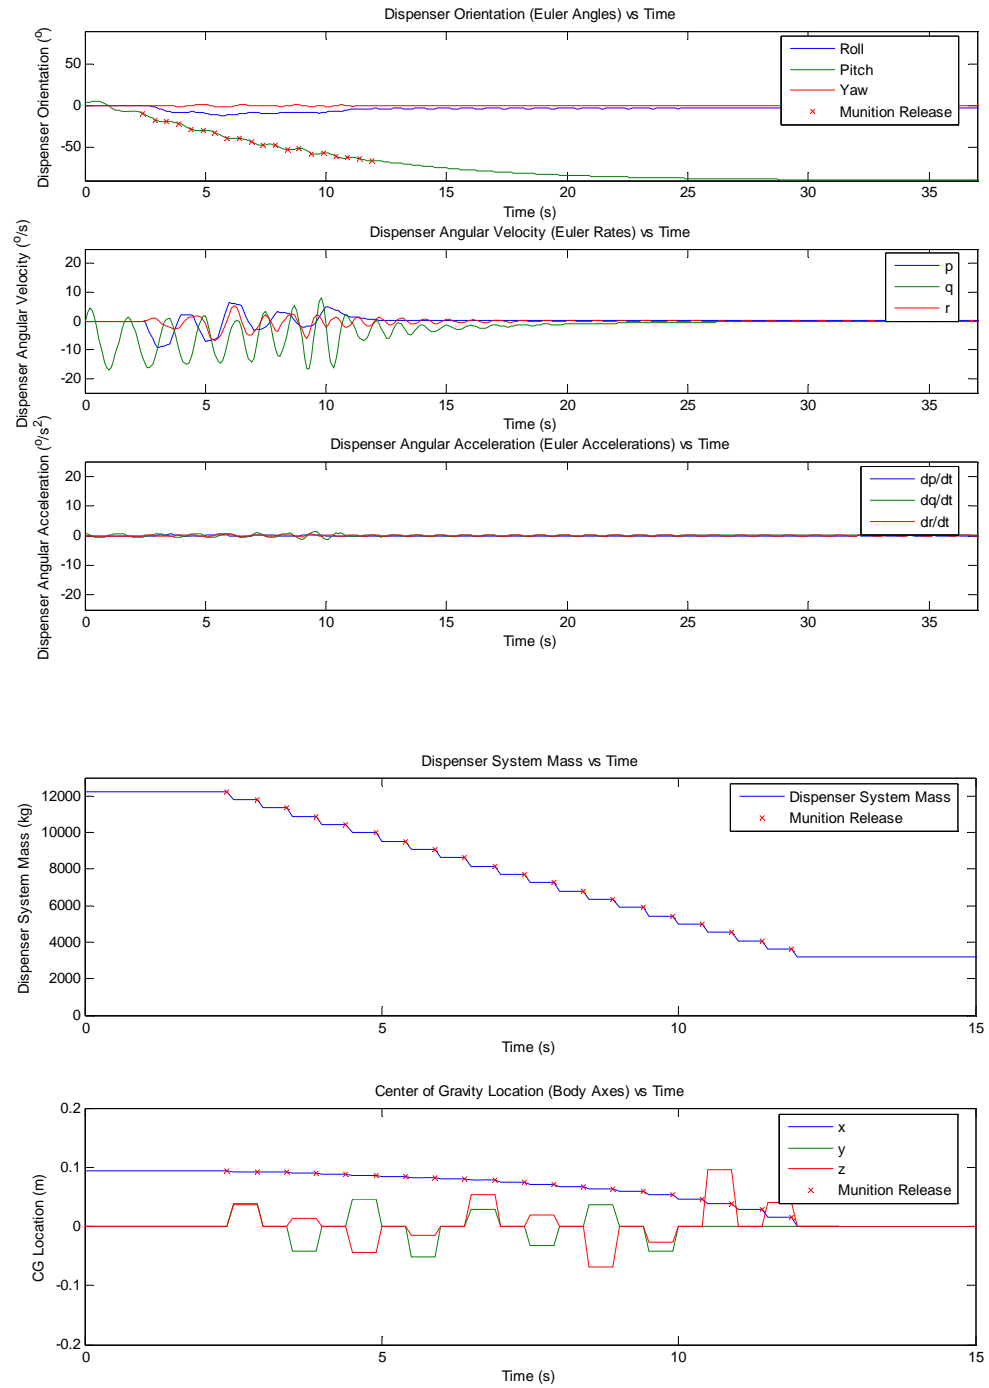 Dispenser Orientation (Euler Angles) vs Time
Dispenser Orientation (°)
50
0
-50
0 5 10 15 20 25 30 35
Time (s)
Roll
Pitch
Yaw
Munition Release
Dispenser Angular Velocity (Euler Rates) vs Time
Dispenser Angular Velocity (°/s)
20
10
0
-10
-20
0 5 10 15 20 25 30 35
Time (s)
p
q
r
Dispenser Angular Acceleration (Euler Accelerations) vs Time
Dispenser Angular Acceleration (°/s²)
20
10
0
-10
-20
0 5 10 15 20 25 30 35
Time (s)
dp/dt
dq/dt
dr/dt
Dispenser System Mass vs Time
Dispenser System Mass (kg)
12000
10000
8000
6000
4000
2000
0
0 5 10 15
Time (s)
Dispenser System Mass
Munition Release
Center of Gravity Location (Body Axes) vs Time
CG Location (m)
0.2
0.1
0
-0.1
-0.2
0 5 10 15
Time (s)
x
y
z
Munition Release